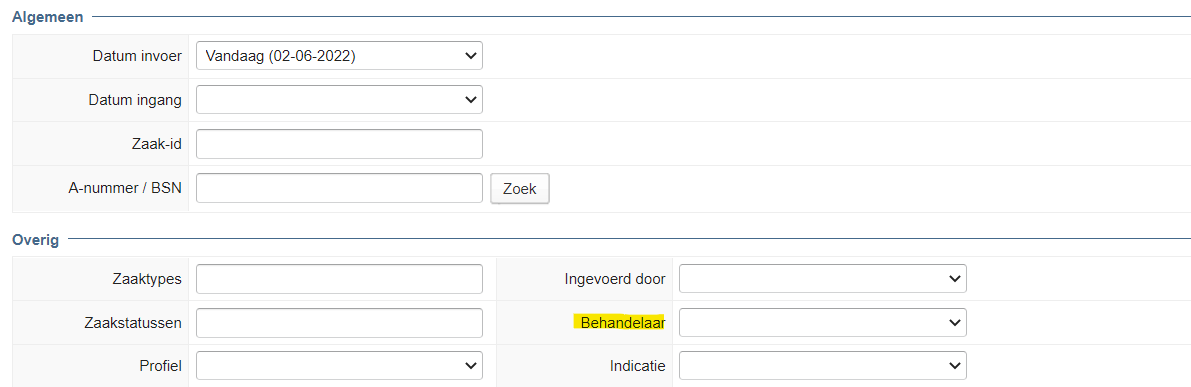 Algemeen
Datum invoer Vandaag (02-06-2022)
Datum ingang
Zaak-id
A-nummer / BSN Zoek
Overig
Zaaktypes Ingevoerd door
Zaakstatussen Behandelaar
Profiel Indicatie